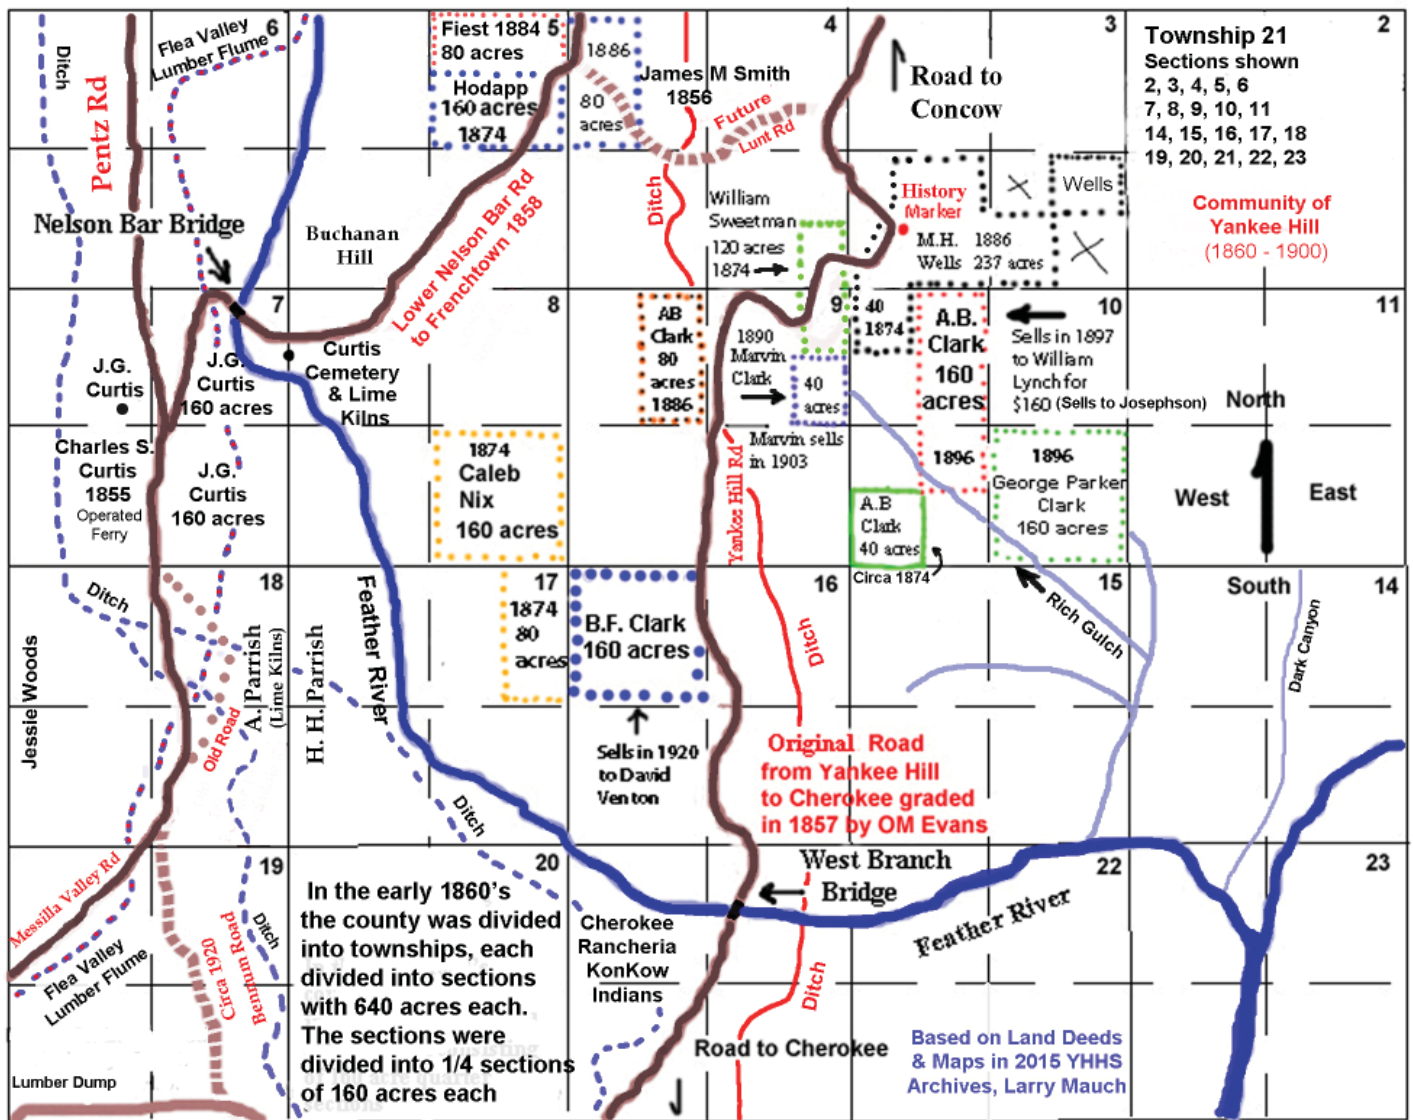 6
5
4
3
2
Township 21
Sections shown
2, 3, 4, 5, 6
7, 8, 9, 10, 11
14, 15, 16, 17, 18
19, 20, 21, 22, 23
Community of
Yankee Hill
(1860 - 1900)
Ditch
Pentz Rd
Flea Valley
Lumber Flume
Fiest 1884
80 acres
Hodapp
160 acres
1874
1886
80
acres
James M Smith
1856
Future
Lunt Rd
Ditch
Road to
Concow
Nelson Bar Bridge
Buchanan
Hill
Lower Nelson Bar Rd
to Frenchtown 1858
William
Sweetman
120 acres
1874
History
Marker
M.H. 1886
Wells 237 acres
Wells
7
8
9
10
11
J.G.
Curtis
J.G.
Curtis
160 acres
Curtis
Cemetery
& Lime
Kilns
AB
Clark
80
acres
1886
1890
Marvin
Clark
40
acres
Marvin sells
in 1903
40
1874
A.B.
Clark
160
acres
1896
Sells in 1897
to William
Lynch for
$160 (Sells to Josephson)
North
West
East
South
Charles S.
Curtis
1855
Operated
Ferry
J.G.
Curtis
160 acres
1874
Caleb
Nix
160 acres
Yankee Hill Rd
A.B
Clark
40 acres
Circa 1874
1896
George Parker
Clark
160 acres
18
17
16
15
14
Ditch
Jessie Woods
Old Road
A. Parrish
(Lime Kilns)
H. H. Parrish
Feather River
1874
80
acres
B.F. Clark
160 acres
Sells in 1920
to David
Venton
Ditch
Rich Gulch
Dark Canyon
Original Road
from Yankee Hill
to Cherokee graded
in 1857 by OM Evans
Ditch
19
20
22
23
Messilla Valley Rd
Flea Valley
Lumber Flume
Circa 1920
Bennum Road
Ditch
In the early 1860's
the county was divided
into townships, each
divided into sections
with 640 acres each.
The sections were
divided into 1/4 sections
of 160 acres each
Cherokee
Rancheria
KonKow
Indians
West Branch
Bridge
Feather River
Ditch
Road to Cherokee
Based on Land Deeds
& Maps in 2015 YHHS
Archives, Larry Mauch
Lumber Dump